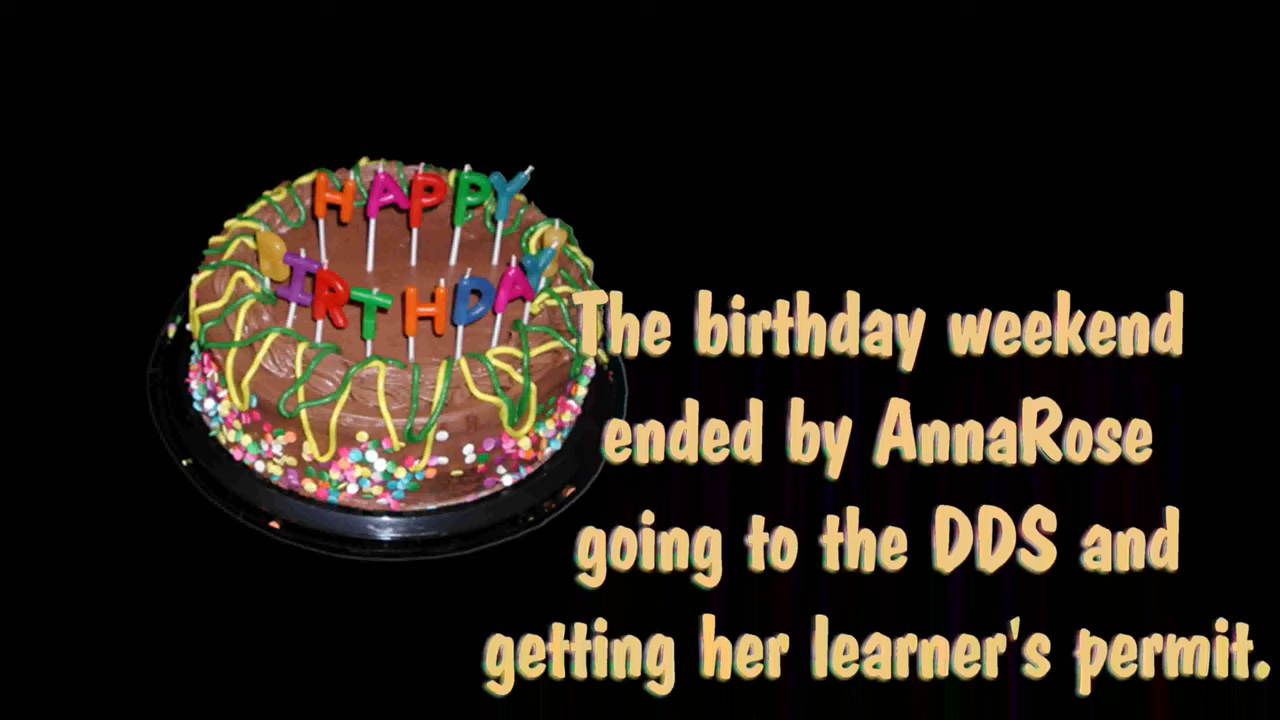 HAPPY
BIRTHDAY
The birthday weekend
ended by AnnaRose
going to the DDS and
getting her learner's permit.